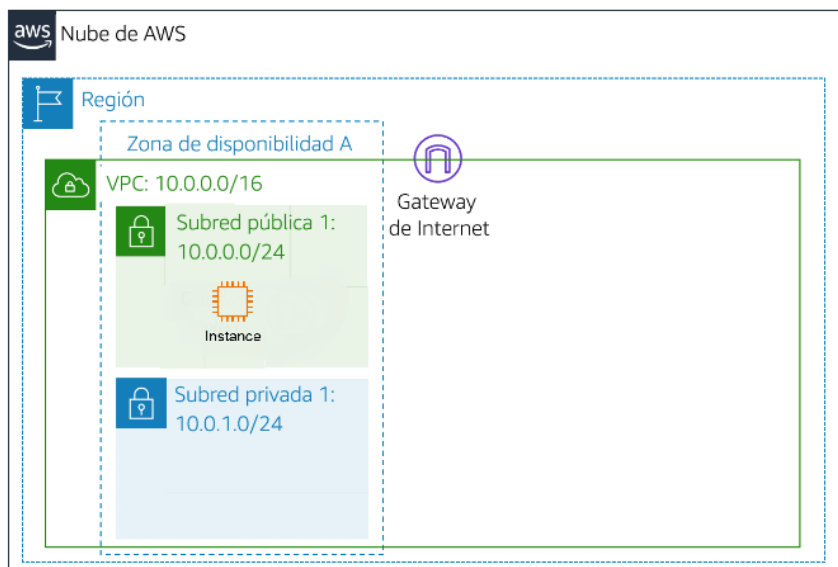 aws
Nube de AWS
Región
Zona de disponibilidad A
VPC: 10.0.0.0/16
Gateway
de Internet
Subred pública 1:
10.0.0.0/24
Instance
Subred privada 1:
10.0.1.0/24